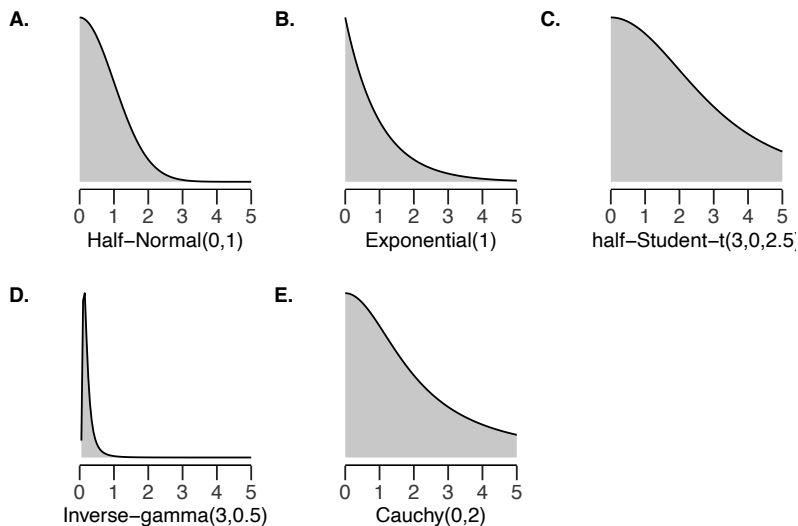 A.
0 1 2 3 4 5
Half−Normal(0,1)
B.
0 1 2 3 4 5
Exponential(1)
C.
0 1 2 3 4 5
half−Student−t(3,0,2.5)
D.
0 1 2 3 4 5
Inverse−gamma(3,0.5)
E.
0 1 2 3 4 5
Cauchy(0,2)